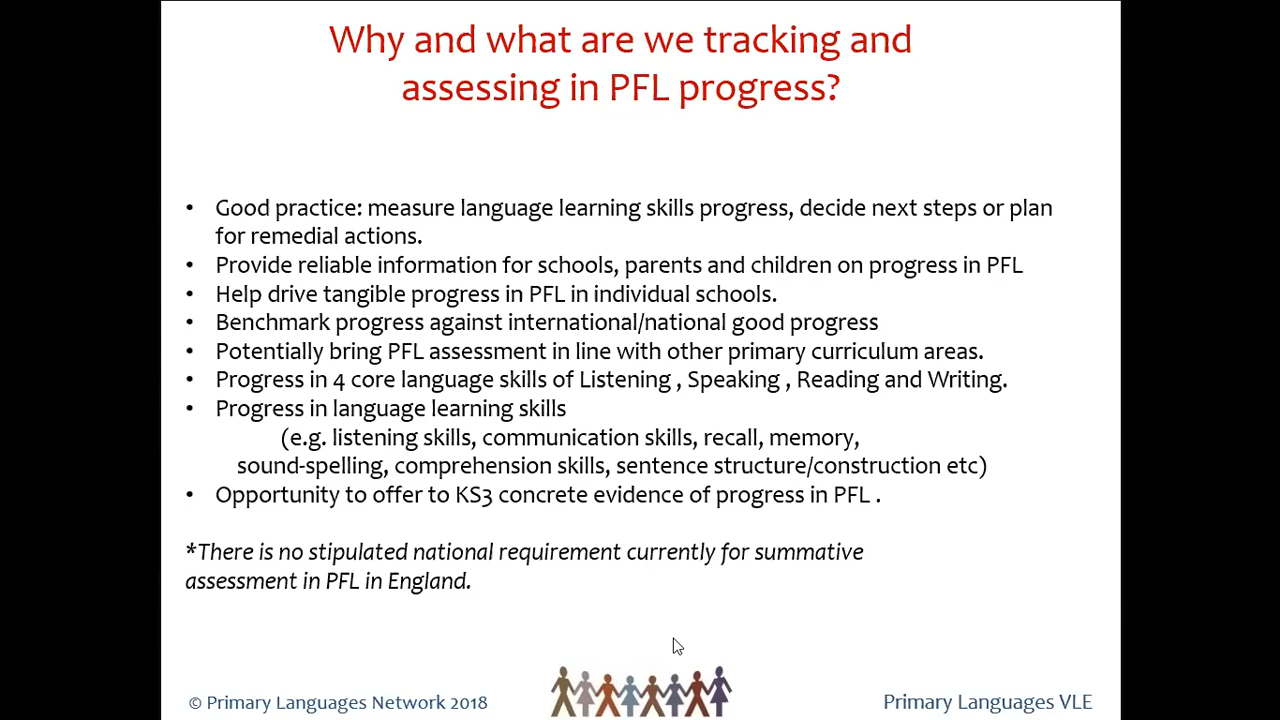 Why and what are we tracking and
assessing in PFL progress?
• Good practice: measure language learning skills progress, decide next steps or plan
for remedial actions.
• Provide reliable information for schools, parents and children on progress in PFL
• Help drive tangible progress in PFL in individual schools.
• Benchmark progress against international/national good progress
• Potentially bring PFL assessment in line with other primary curriculum areas.
• Progress in 4 core language skills of Listening , Speaking , Reading and Writing.
• Progress in language learning skills
(e.g. listening skills, communication skills, recall, memory,
sound-spelling, comprehension skills, sentence structure/construction etc)
• Opportunity to offer to KS3 concrete evidence of progress in PFL .
*There is no stipulated national requirement currently for summative
assessment in PFL in England.
© Primary Languages Network 2018
Primary Languages VLE